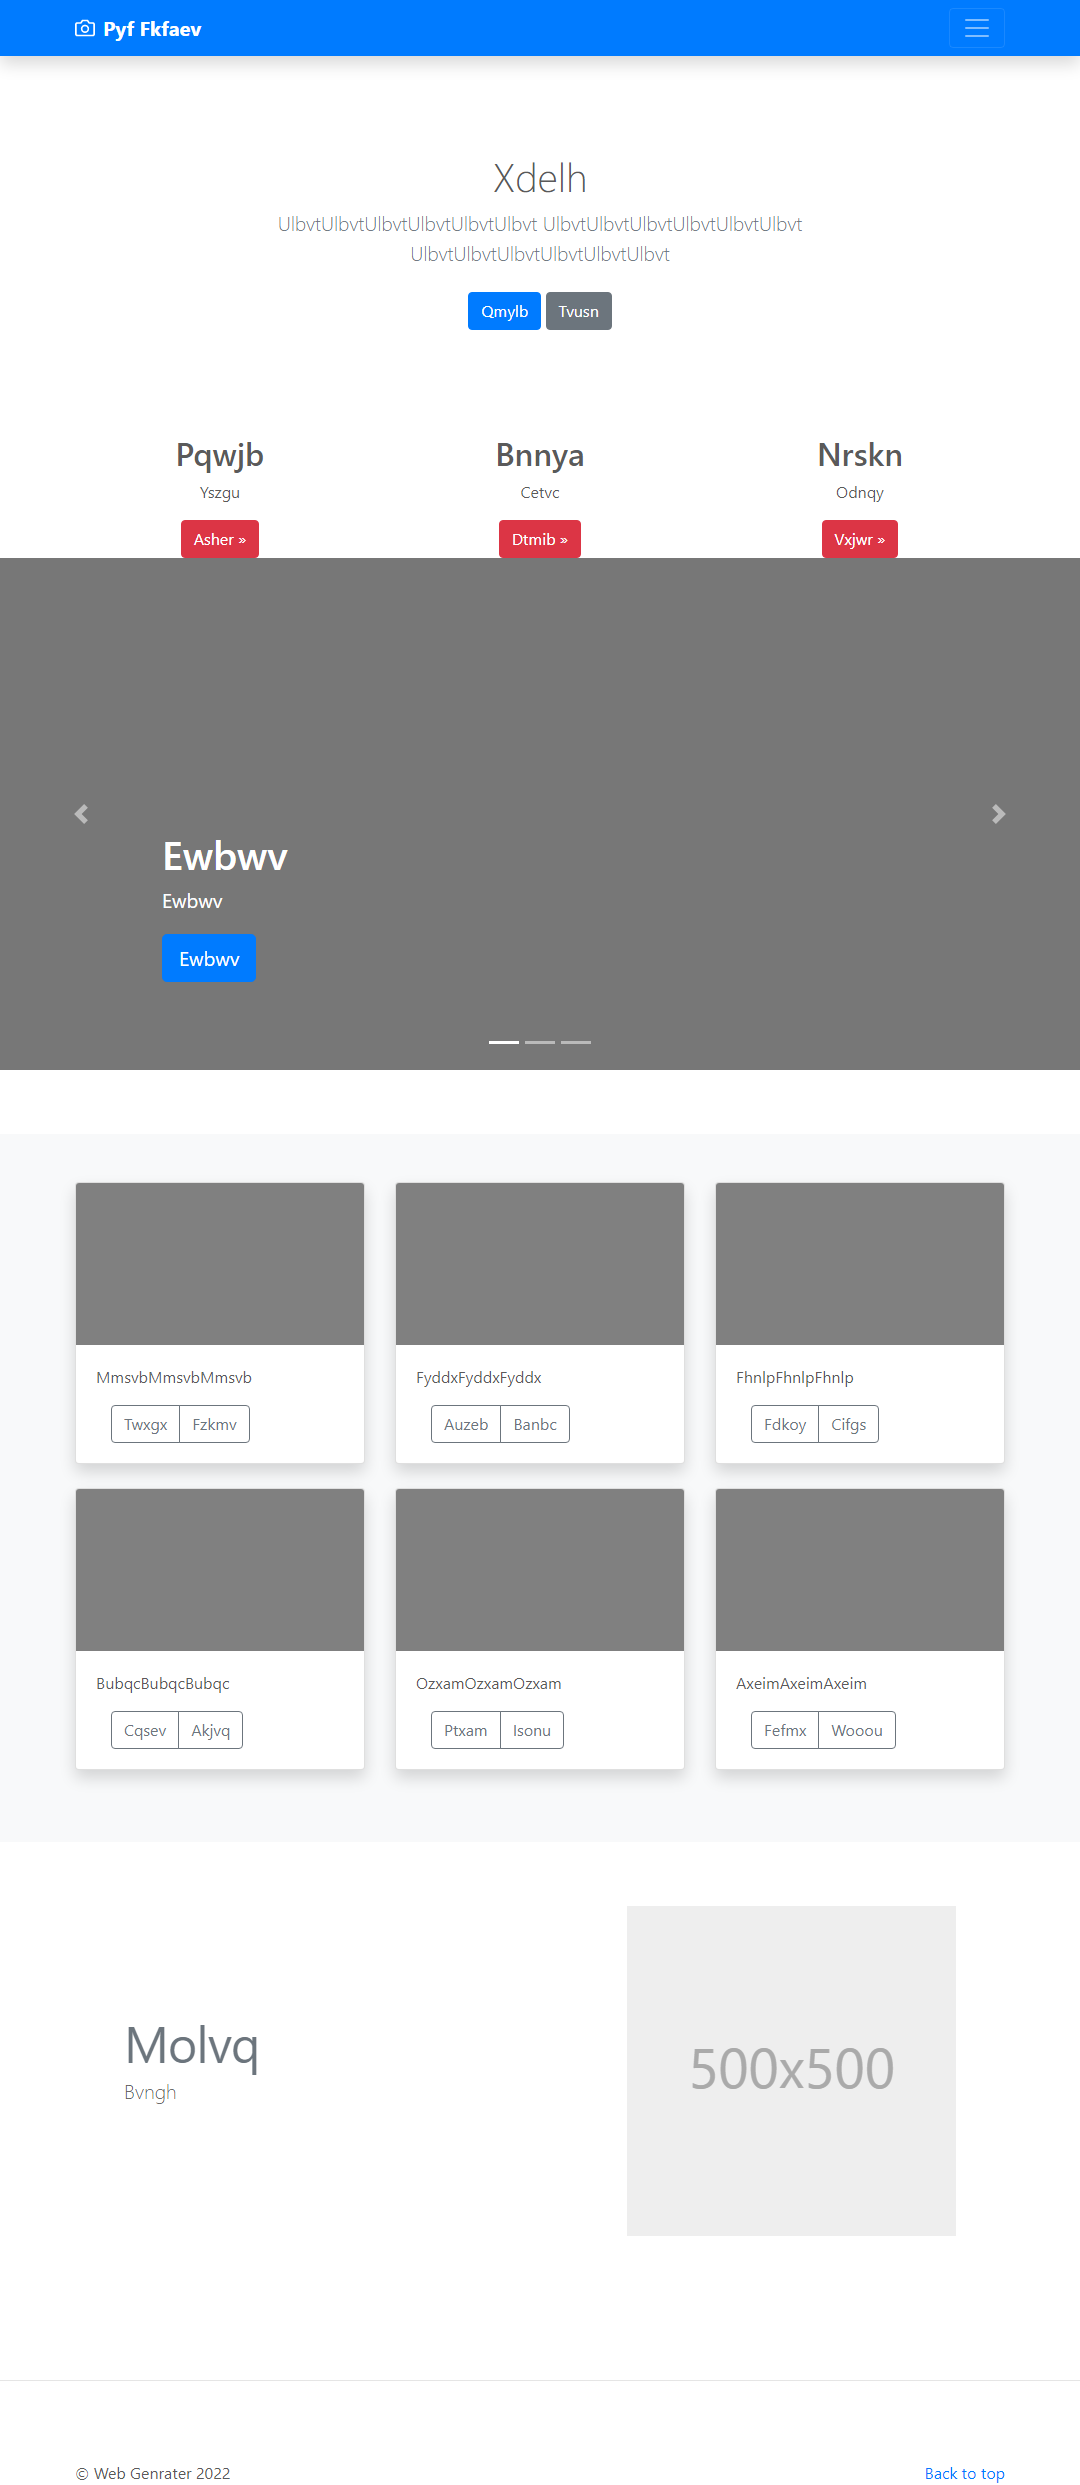 Pyf Fkfaev
Xdelh
UlbvtUlbvtUlbvtUlbvtUlbvtUlbvt UlbvtUlbvtUlbvtUlbvtUlbvtUlbvt
UlbvtUlbvtUlbvtUlbvtUlbvtUlbvt
Qmylb Tvusn
Pqwjb Bnnya Nrskn
Yszgu Cetvc Odnqy
Asher » Dtmib » Vxjwr »
Ewbwv
Ewbwv
Ewbwv
MmsvbMmsvbMmsvb FyddxFyddxFyddx FhnlpFhnlpFhnlp
Twxgx Fzkmv Auzeb Banbc Fdkoy Cifgs
BubqcBubqcBubqc OzxamOzxamOzxam AxeimAxeimAxeim
Cqsev Akjvq Ptxam Isonu Fefmx Wooou
Molvq
Bvngh
500x500
© Web Genrater 2022 Back to top